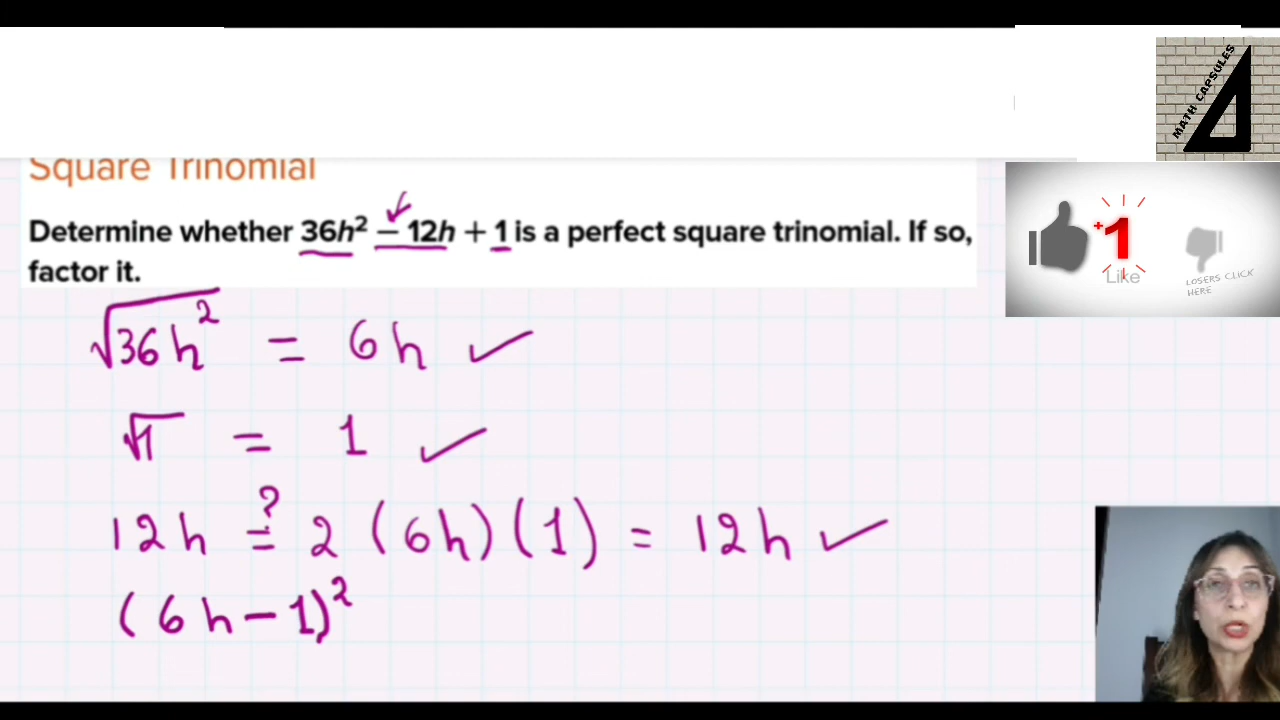 MATH CAPSULES
Square Trinomial
Determine whether 36h² − 12h + 1 is a perfect square trinomial. If so,
factor it.
+1
Like
LOSERS CLICK
HERE
√36h² = 6h ✓
√1 = 1 ✓
12h ≟ 2 (6h)(1) = 12h ✓
(6h − 1)²